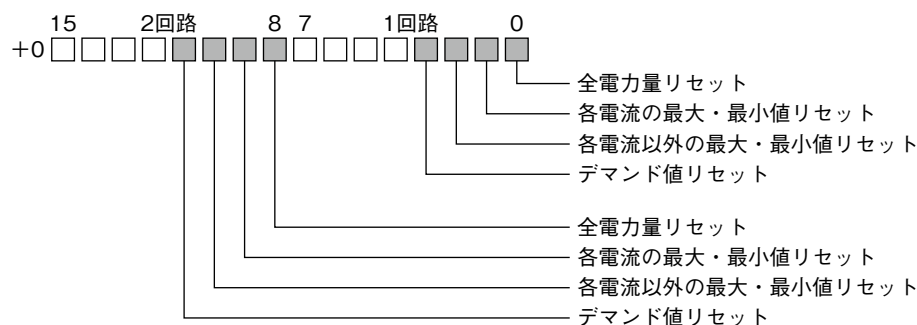 15 2回路 8 7 1回路 0
+0
全電力量リセット
各電流の最大・最小値リセット
各電流以外の最大・最小値リセット
デマンド値リセット
全電力量リセット
各電流の最大・最小値リセット
各電流以外の最大・最小値リセット
デマンド値リセット